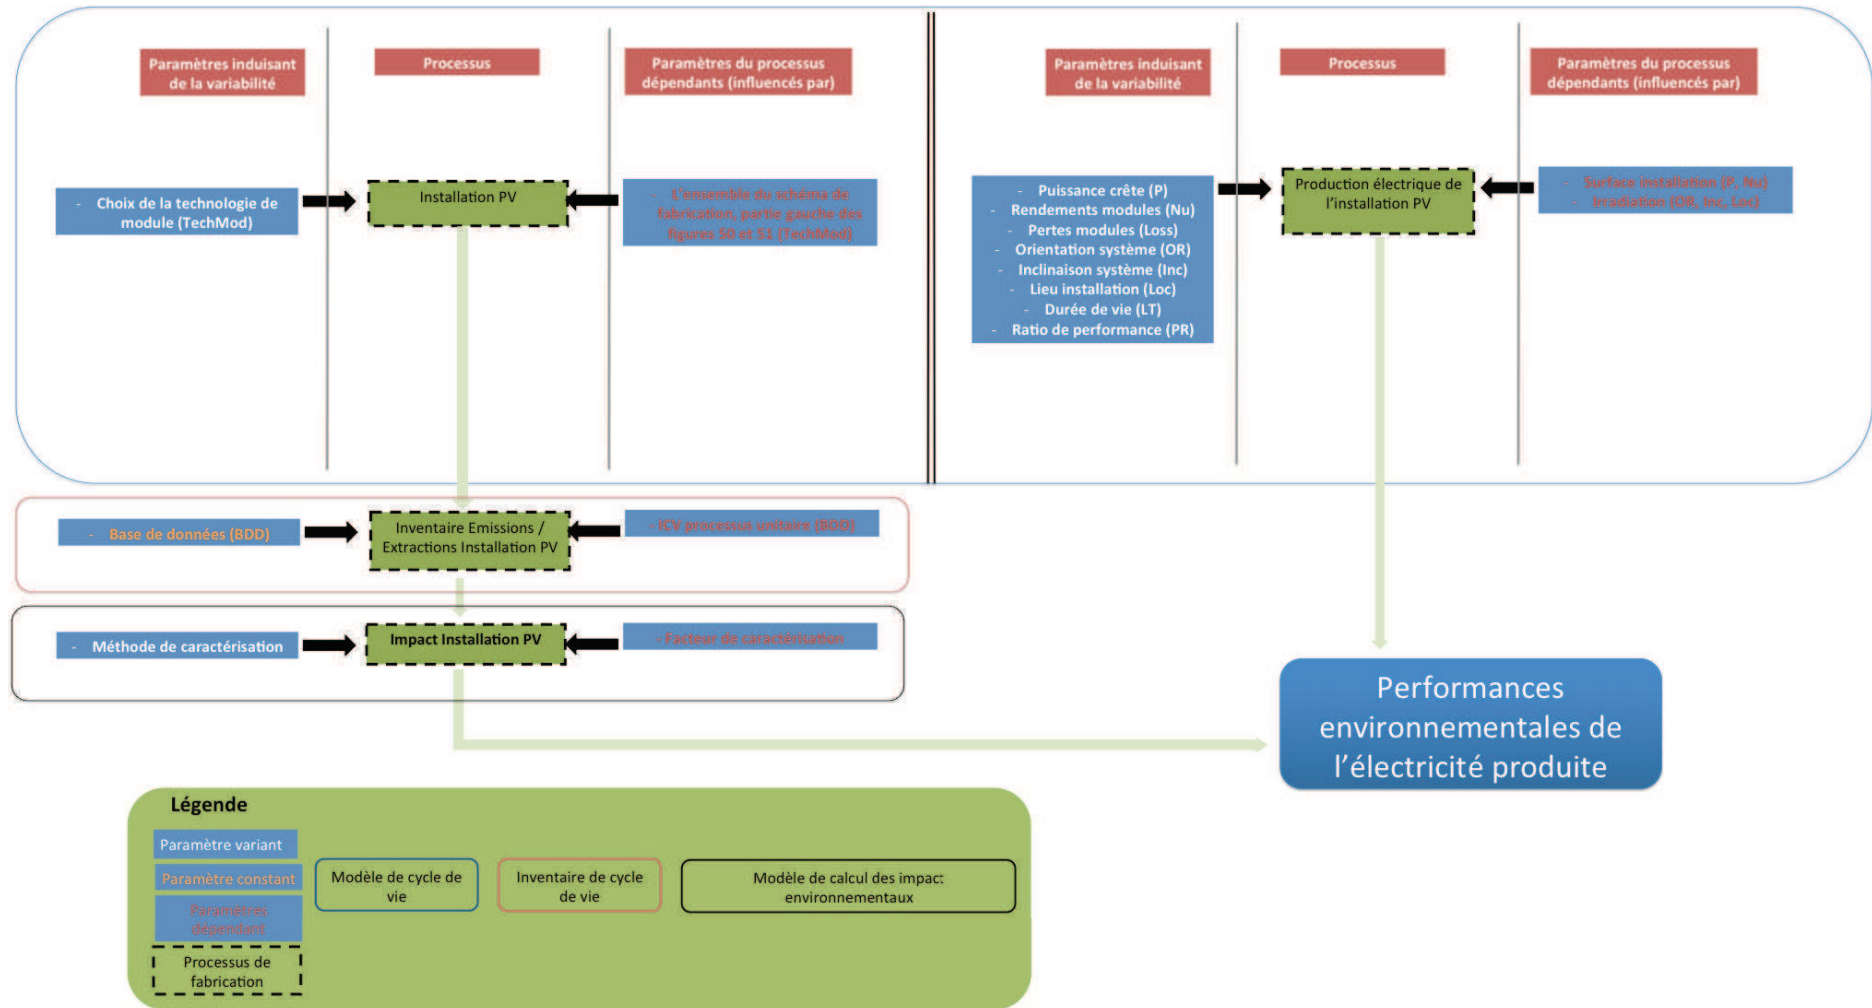 Paramètres induisant
de la variabilité
Processus
Paramètres du processus
dépendants (influencés par)
- Choix de la technologie de
module (TechMod)
Installation PV
- L'ensemble du schéma de
fabrication, partie gauche des
figures 50 et 51 (TechMod)
Paramètres induisant
de la variabilité
Processus
Paramètres du processus
dépendants (influencés par)
- Puissance crête (P)
- Rendements modules (Nu)
- Pertes modules (Loss)
- Orientation système (OR)
- Inclinaison système (Inc)
- Lieu installation (Loc)
- Durée de vie (LT)
- Ratio de performance (PR)
Production électrique de
l'installation PV
- Surface installation (P, Nu)
- Irradiation (OR, Inc, Loc)
- Base de données (BDD)
Inventaire Emissions /
Extractions Installation PV
- ICV processus unitaire (BDD)
- Méthode de caractérisation
Impact Installation PV
- Facteur de caractérisation
Performances
environnementales de
l'électricité produite
Légende
Paramètre variant
Paramètre constant
Paramètres
dépendant
Processus de
fabrication
Modèle de cycle de
vie
Inventaire de cycle
de vie
Modèle de calcul des impact
environnementaux